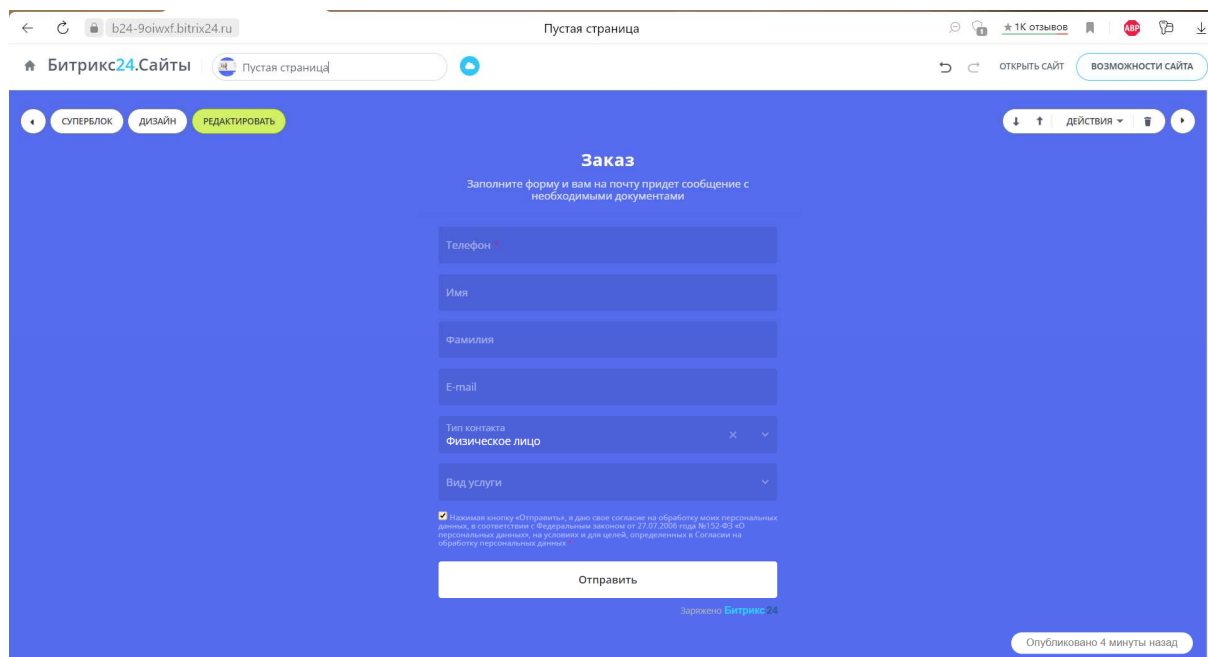 b24-9oiwxf.bitrix24.ru
Пустая страница
1
★ 1К отзывов
ABP
Битрикс24.Сайты
Пустая страница
ОТКРЫТЬ САЙТ
ВОЗМОЖНОСТИ САЙТА
СУПЕРБЛОК
ДИЗАЙН
РЕДАКТИРОВАТЬ
ДЕЙСТВИЯ
Заказ
Заполните форму и вам на почту придет сообщение с
необходимыми документами
Телефон *
Имя
Фамилия
E-mail
Тип контакта
Физическое лицо
Вид услуги
Нажимая кнопку «Отправить», я даю свое согласие на обработку моих персональных
данных, в соответствии с Федеральным законом от 27.07.2006 года №152-ФЗ «О
персональных данных», на условиях и для целей, определенных в Согласии на
обработку персональных данных *
Отправить
Заряжено Битрикс 24
Опубликовано 4 минуты назад